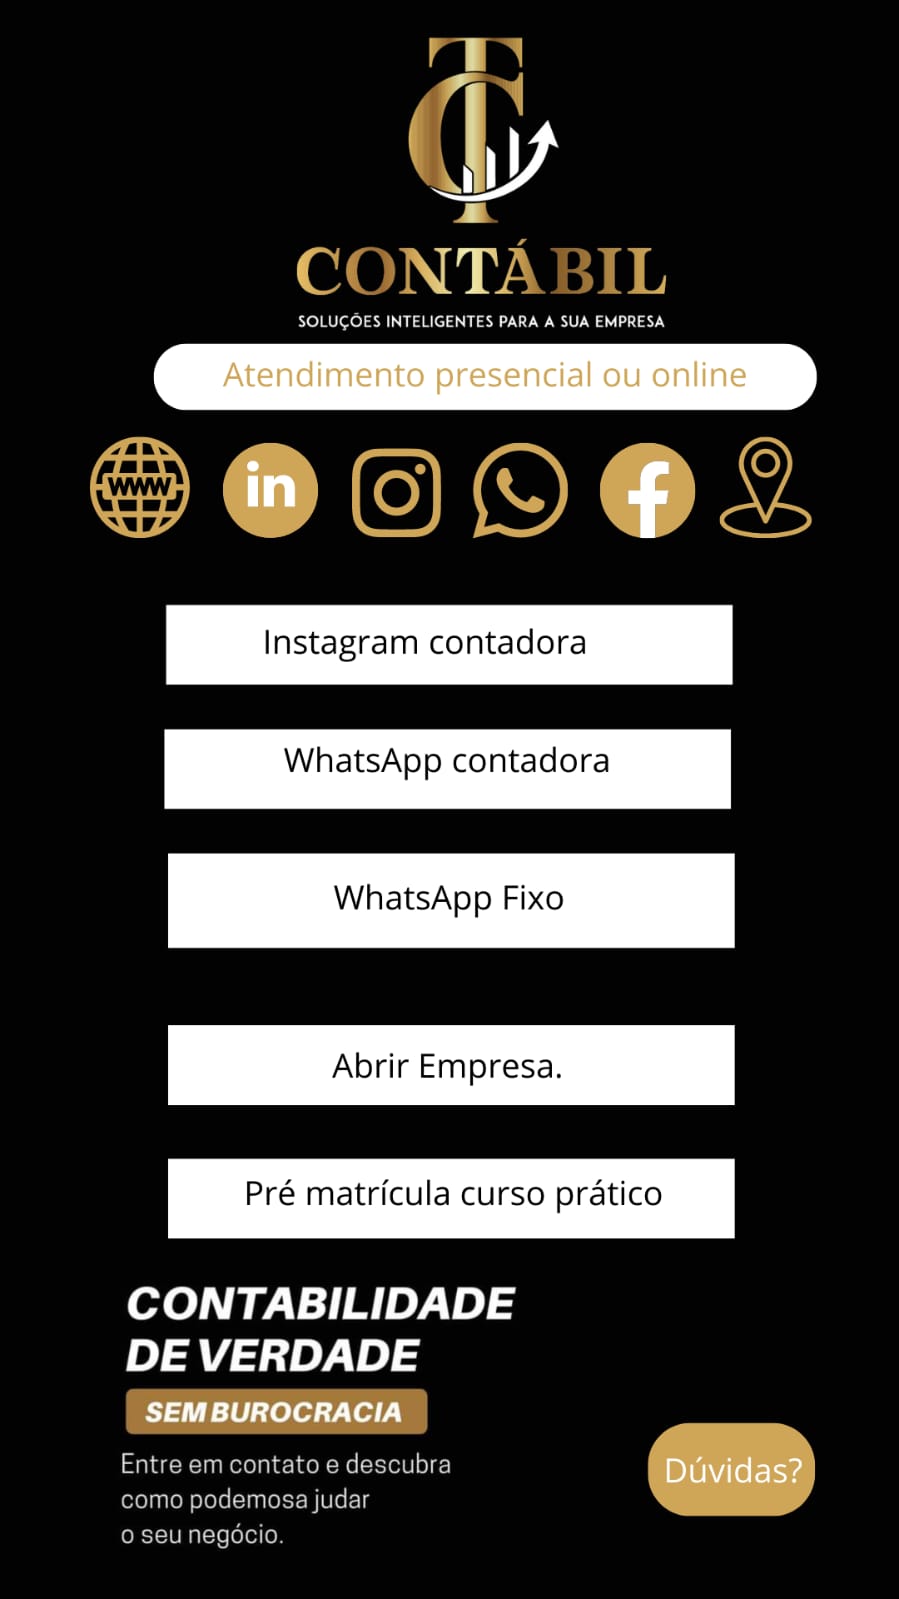 TC
CONTÁBIL
SOLUÇÕES INTELIGENTES PARA A SUA EMPRESA
Atendimento presencial ou online
WWW
in
f
Instagram contadora
WhatsApp contadora
WhatsApp Fixo
Abrir Empresa.
Pré matrícula curso prático
CONTABILIDADE
DE VERDADE
SEM BUROCRACIA
Entre em contato e descubra
como podemosa judar
o seu negócio.
Dúvidas?